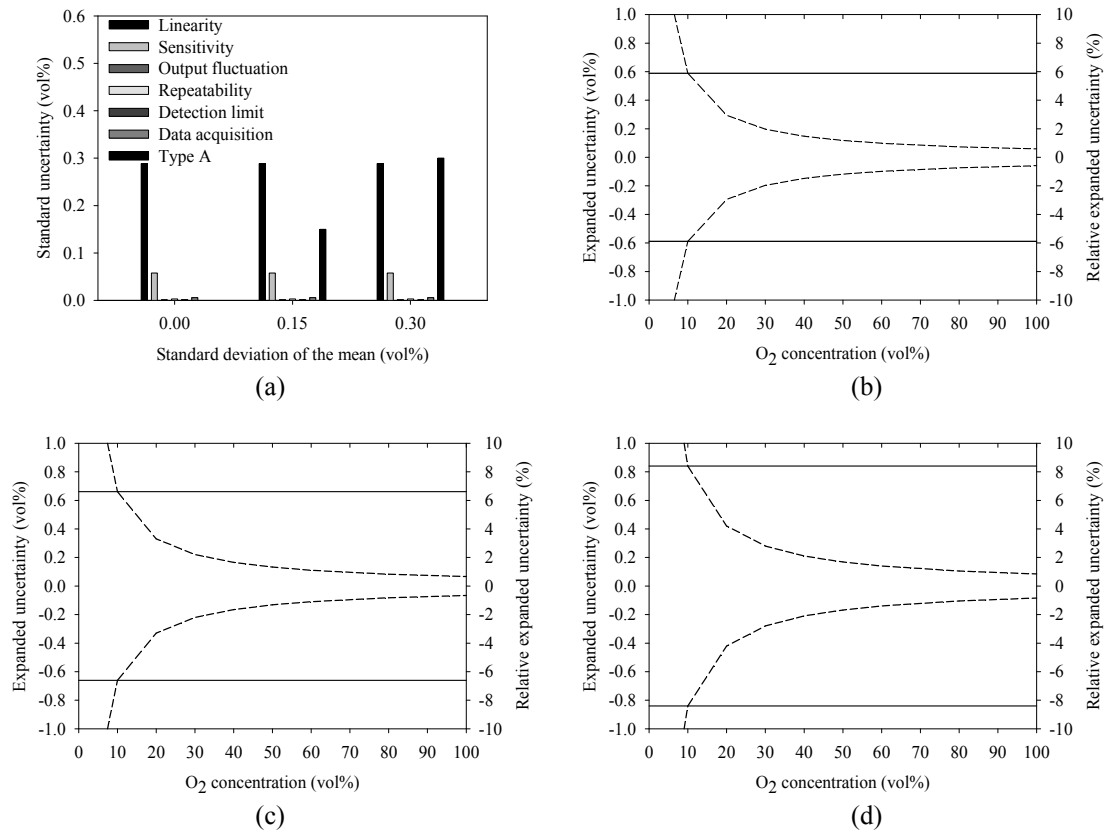 0.6
0.5
0.4
0.3
0.2
0.1
0.0
Standard uncertainty (vol%)
Linearity
Sensitivity
Output fluctuation
Repeatability
Detection limit
Data acquisition
Type A
0.00 0.15 0.30
Standard deviation of the mean (vol%)
(a)
1.0
0.8
0.6
0.4
0.2
0.0
-0.2
-0.4
-0.6
-0.8
-1.0
Expanded uncertainty (vol%)
10
8
6
4
2
0
-2
-4
-6
-8
-10
Relative expanded uncertainty (%)
0 10 20 30 40 50 60 70 80 90 100
O2 concentration (vol%)
(b)
1.0
0.8
0.6
0.4
0.2
0.0
-0.2
-0.4
-0.6
-0.8
-1.0
Expanded uncertainty (vol%)
10
8
6
4
2
0
-2
-4
-6
-8
-10
Relative expanded uncertainty (%)
0 10 20 30 40 50 60 70 80 90 100
O2 concentration (vol%)
(c)
1.0
0.8
0.6
0.4
0.2
0.0
-0.2
-0.4
-0.6
-0.8
-1.0
Expanded uncertainty (vol%)
10
8
6
4
2
0
-2
-4
-6
-8
-10
Relative expanded uncertainty (%)
0 10 20 30 40 50 60 70 80 90 100
O2 concentration (vol%)
(d)